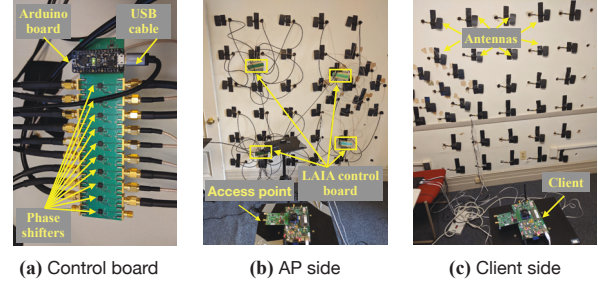 Arduino
board
USB
cable
Phase
shifters
(a) Control board
LAIA control
board
Access point
(b) AP side
Antennas
Client
(c) Client side